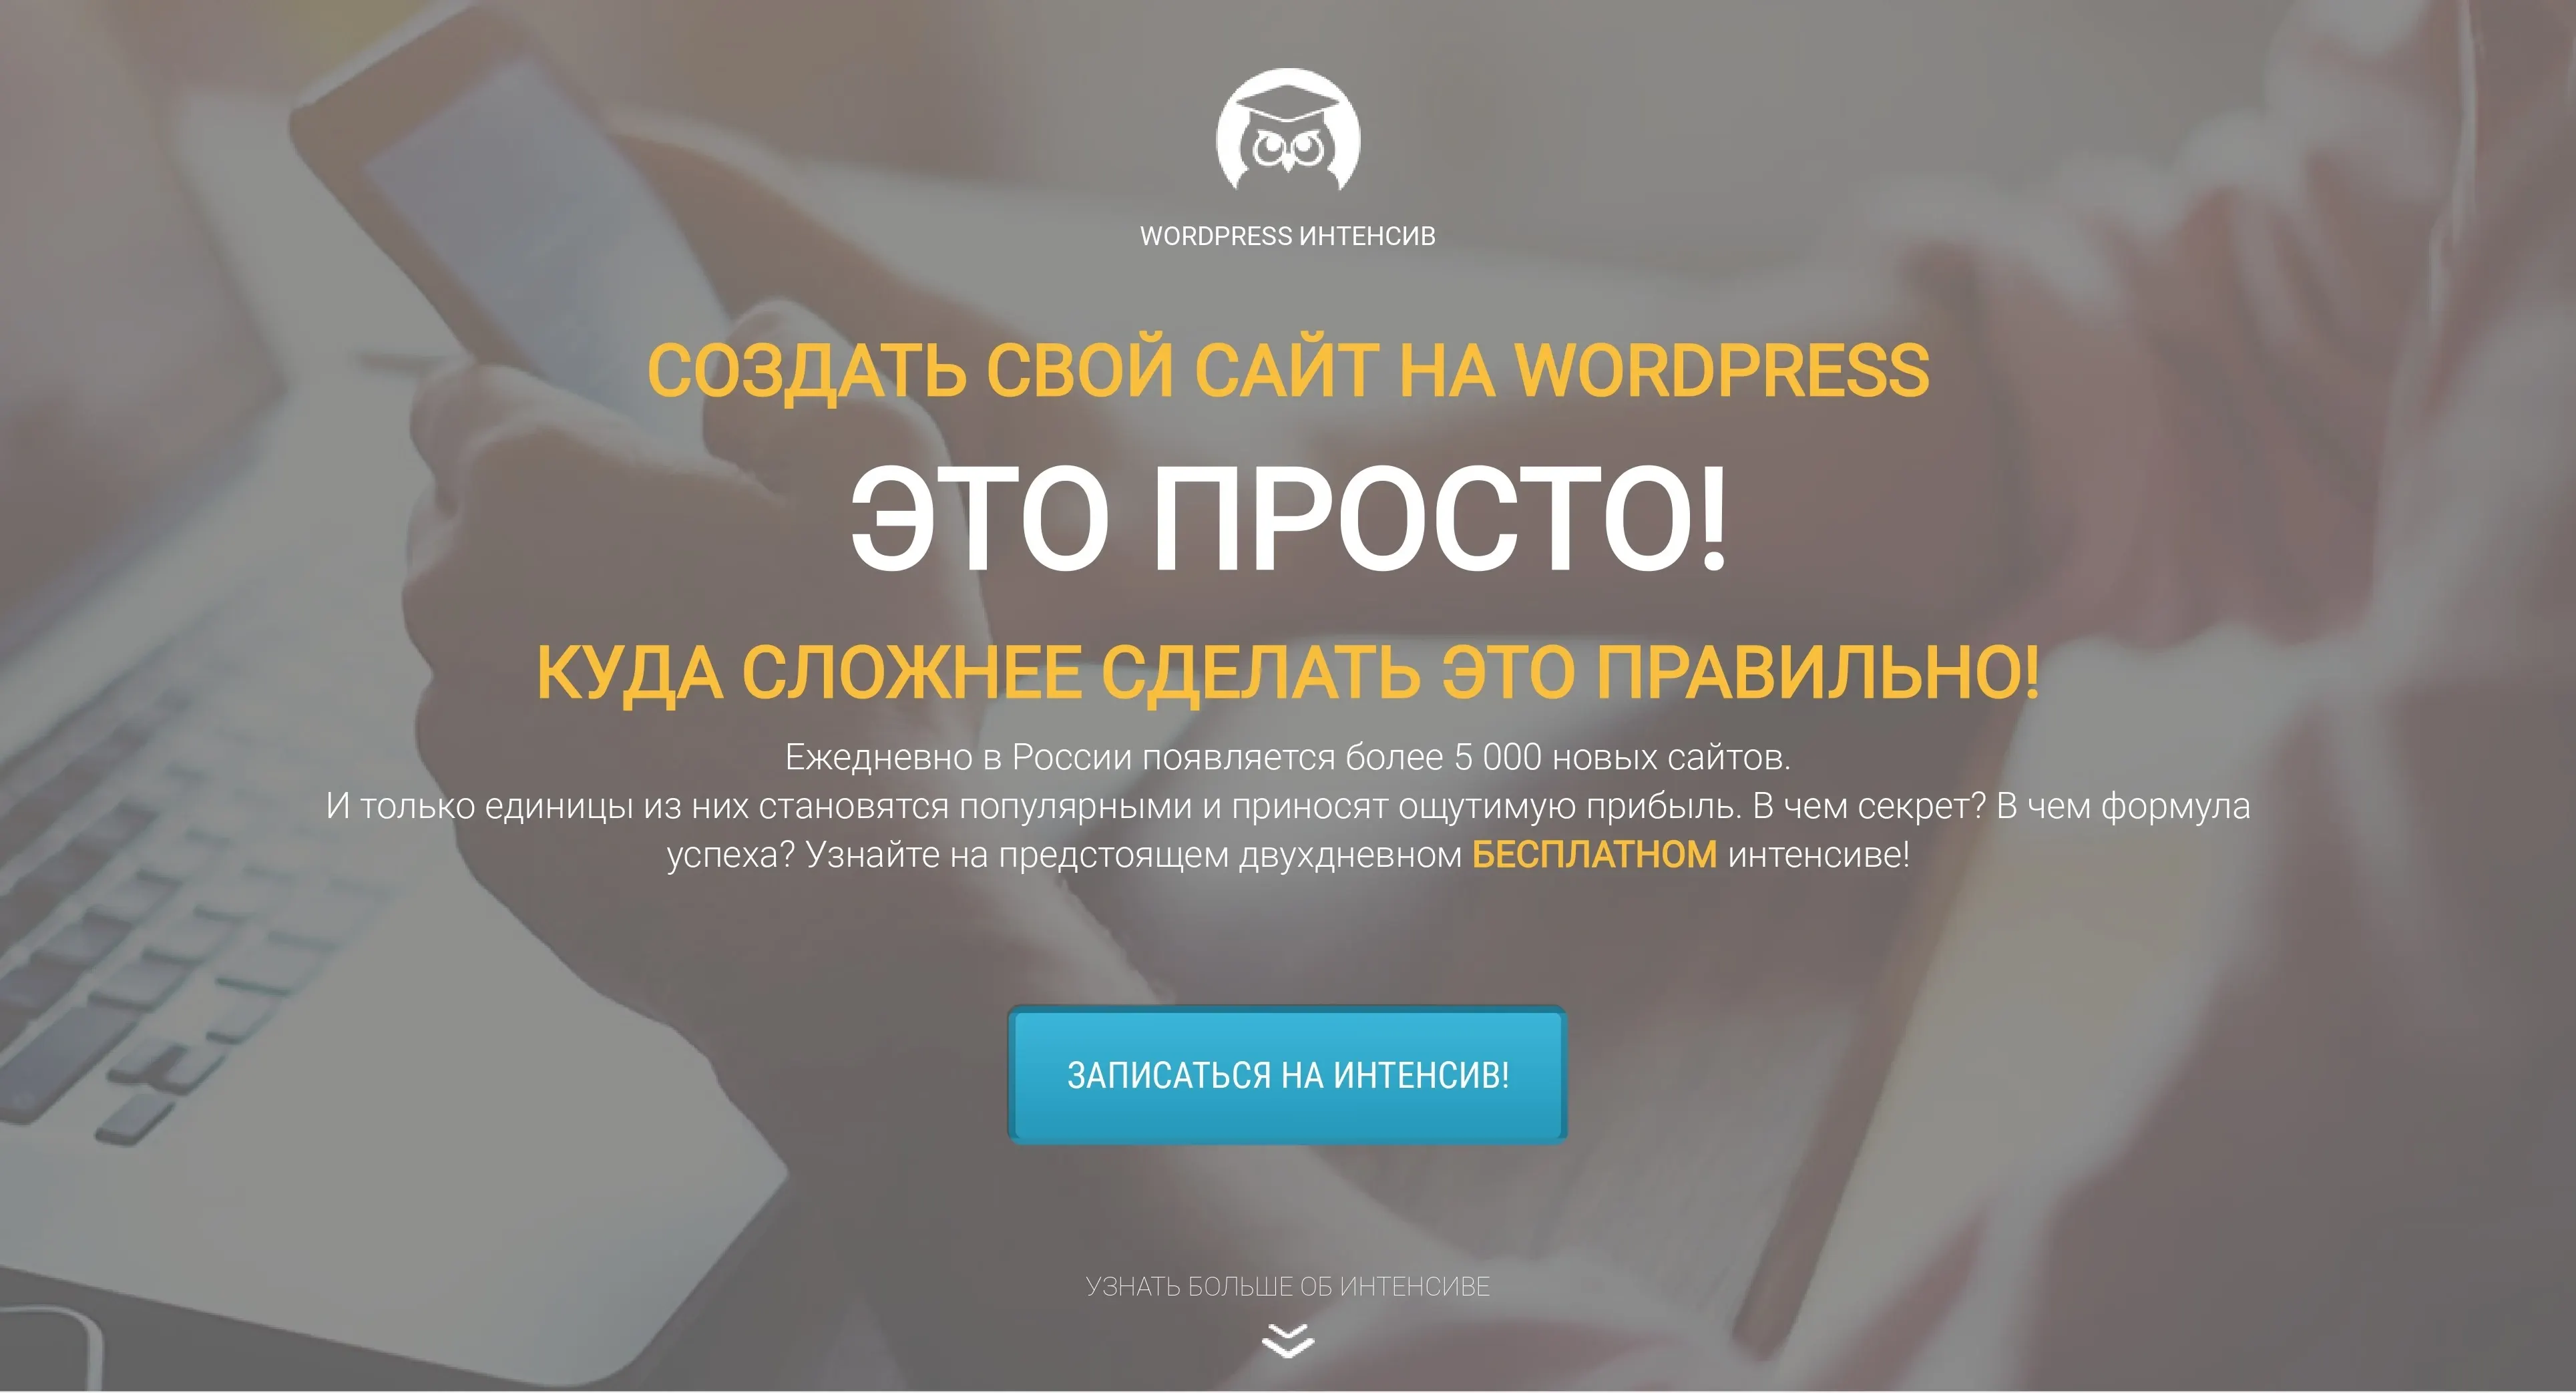 WORDPRESS ИНТЕНСИВ
СОЗДАТЬ СВОЙ САЙТ НА WORDPRESS
ЭТО ПРОСТО!
КУДА СЛОЖНЕЕ СДЕЛАТЬ ЭТО ПРАВИЛЬНО!
Ежедневно в России появляется более 5 000 новых сайтов.
И только единицы из них становятся популярными и приносят ощутимую прибыль. В чем секрет? В чем формула
успеха? Узнайте на предстоящем двухдневном БЕСПЛАТНОМ интенсиве!
ЗАПИСАТЬСЯ НА ИНТЕНСИВ!
УЗНАТЬ БОЛЬШЕ ОБ ИНТЕНСИВЕ